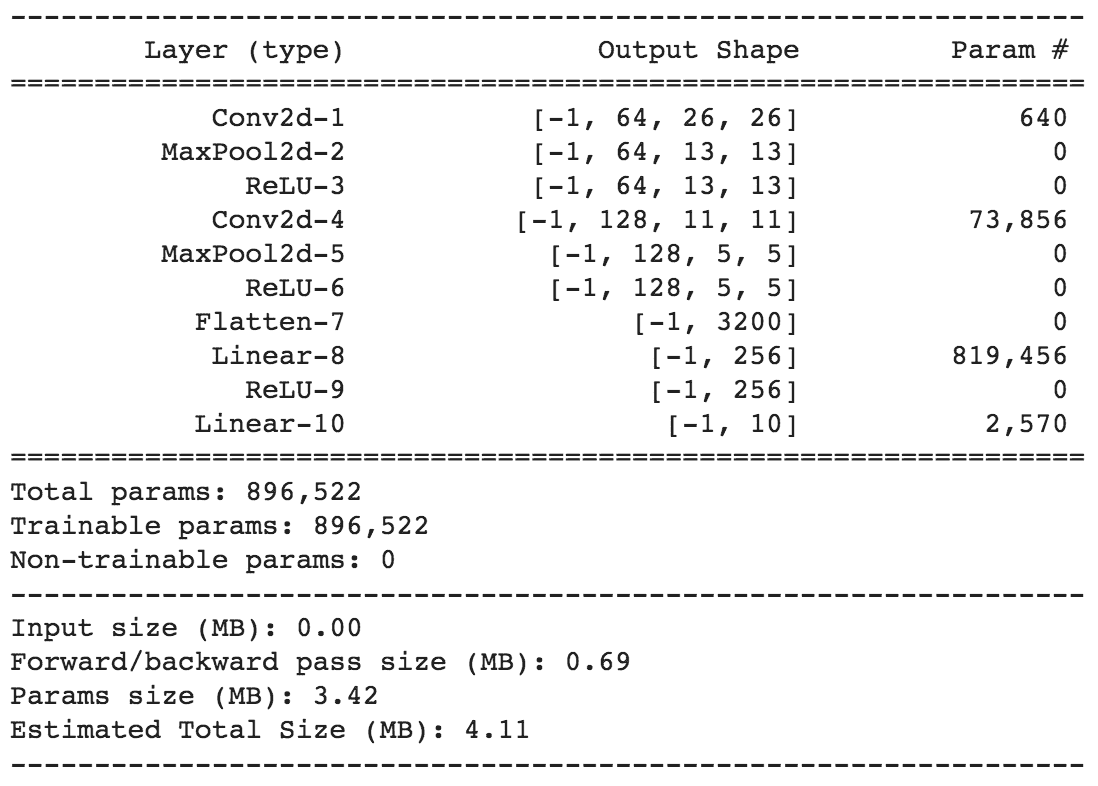 ----------------------------------------------------------------
Layer (type) Output Shape Param #
================================================================
Conv2d-1 [-1, 64, 26, 26] 640
MaxPool2d-2 [-1, 64, 13, 13] 0
ReLU-3 [-1, 64, 13, 13] 0
Conv2d-4 [-1, 128, 11, 11] 73,856
MaxPool2d-5 [-1, 128, 5, 5] 0
ReLU-6 [-1, 128, 5, 5] 0
Flatten-7 [-1, 3200] 0
Linear-8 [-1, 256] 819,456
ReLU-9 [-1, 256] 0
Linear-10 [-1, 10] 2,570
================================================================
Total params: 896,522
Trainable params: 896,522
Non-trainable params: 0
----------------------------------------------------------------
Input size (MB): 0.00
Forward/backward pass size (MB): 0.69
Params size (MB): 3.42
Estimated Total Size (MB): 4.11
----------------------------------------------------------------